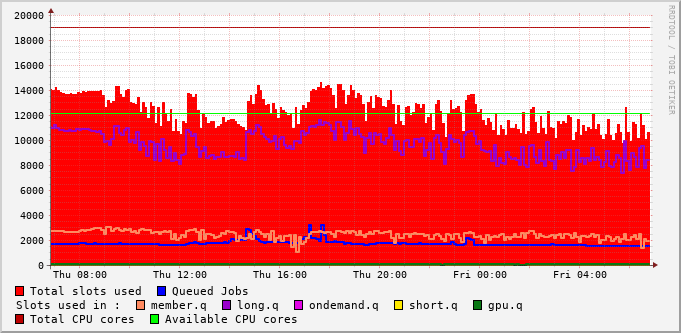 20000
18000
16000
14000
12000
10000
8000
6000
4000
2000
0
Thu 08:00 Thu 12:00 Thu 16:00 Thu 20:00 Fri 00:00 Fri 04:00
RRDTOOL / TOBI OETIKER
Total slots used Queued Jobs
Slots used in : member.q long.q ondemand.q short.q gpu.q
Total CPU cores Available CPU cores